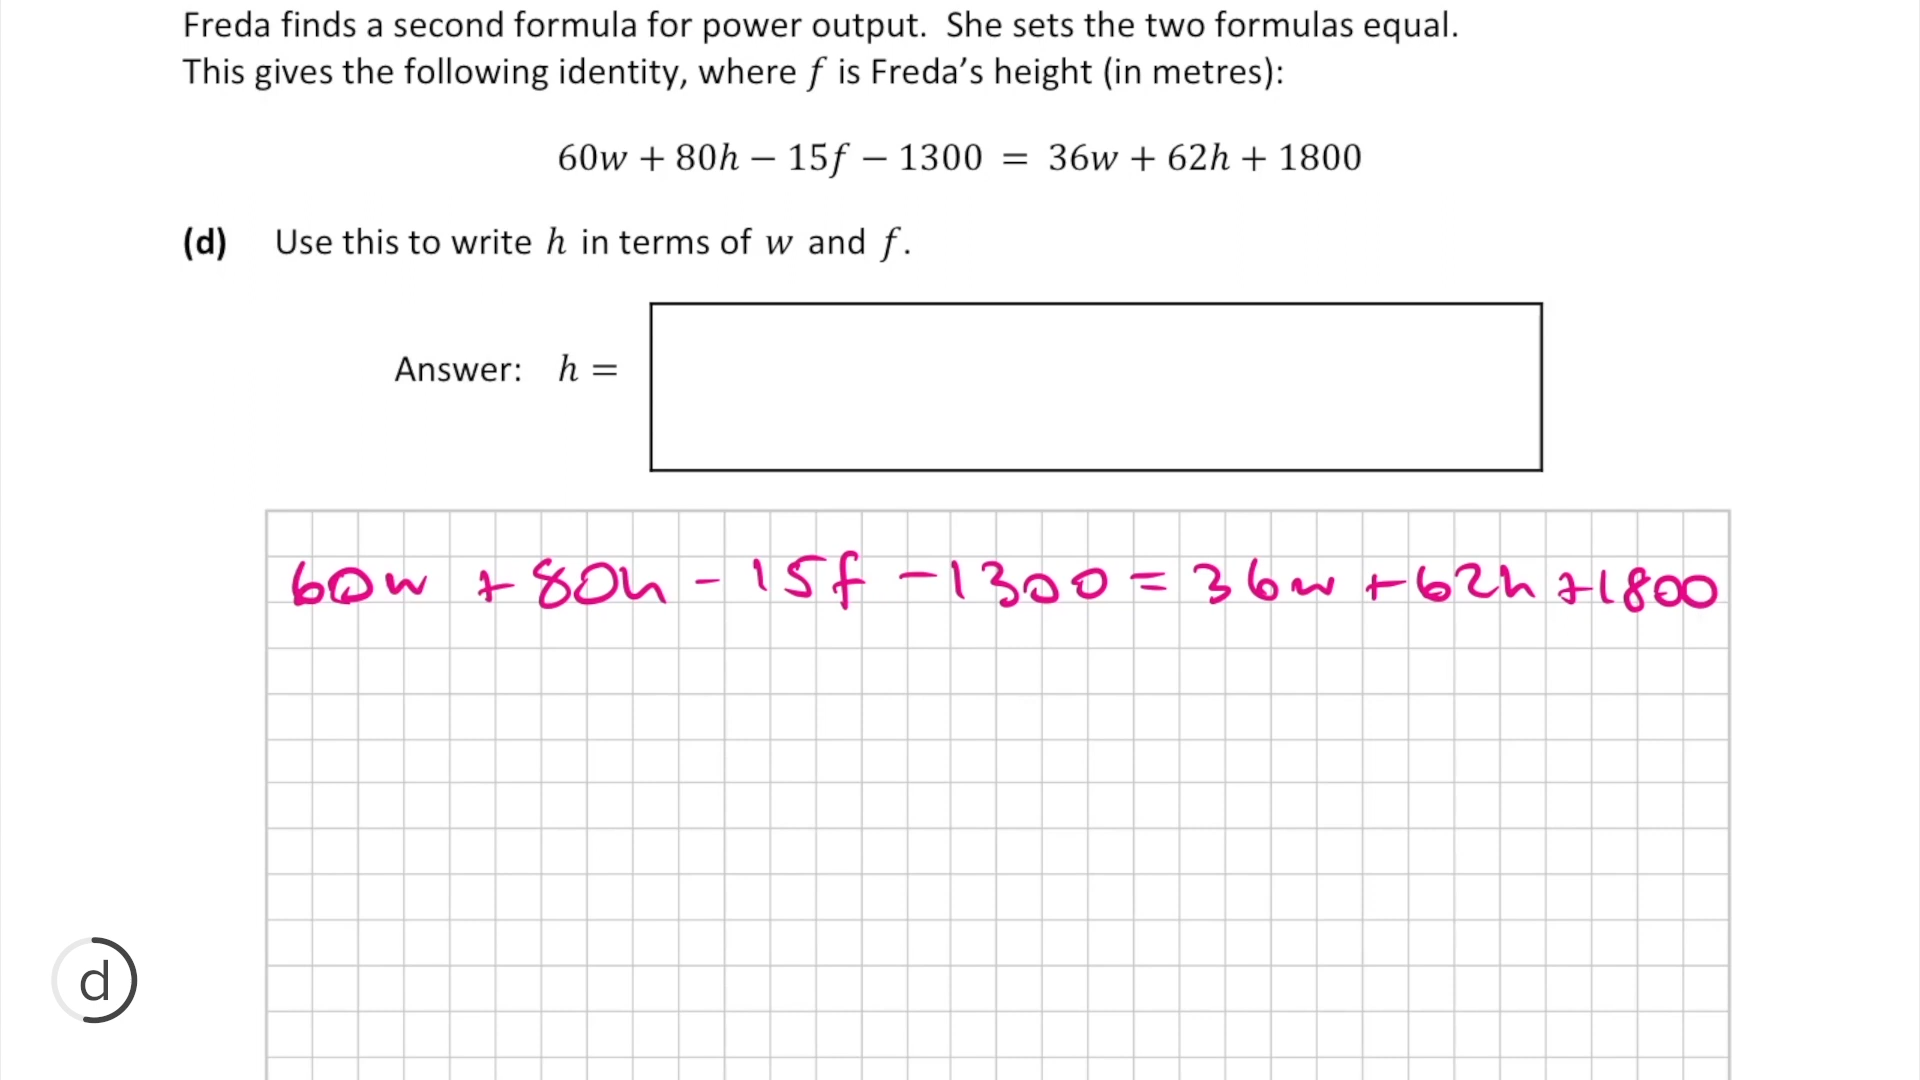 Freda finds a second formula for power output. She sets the two formulas equal.
This gives the following identity, where f is Freda’s height (in metres):
60w + 80h − 15f − 1300 = 36w + 62h + 1800
(d) Use this to write h in terms of w and f.
Answer: h =
60w + 80h - 15f - 1300 = 36w + 62h + 1800
d